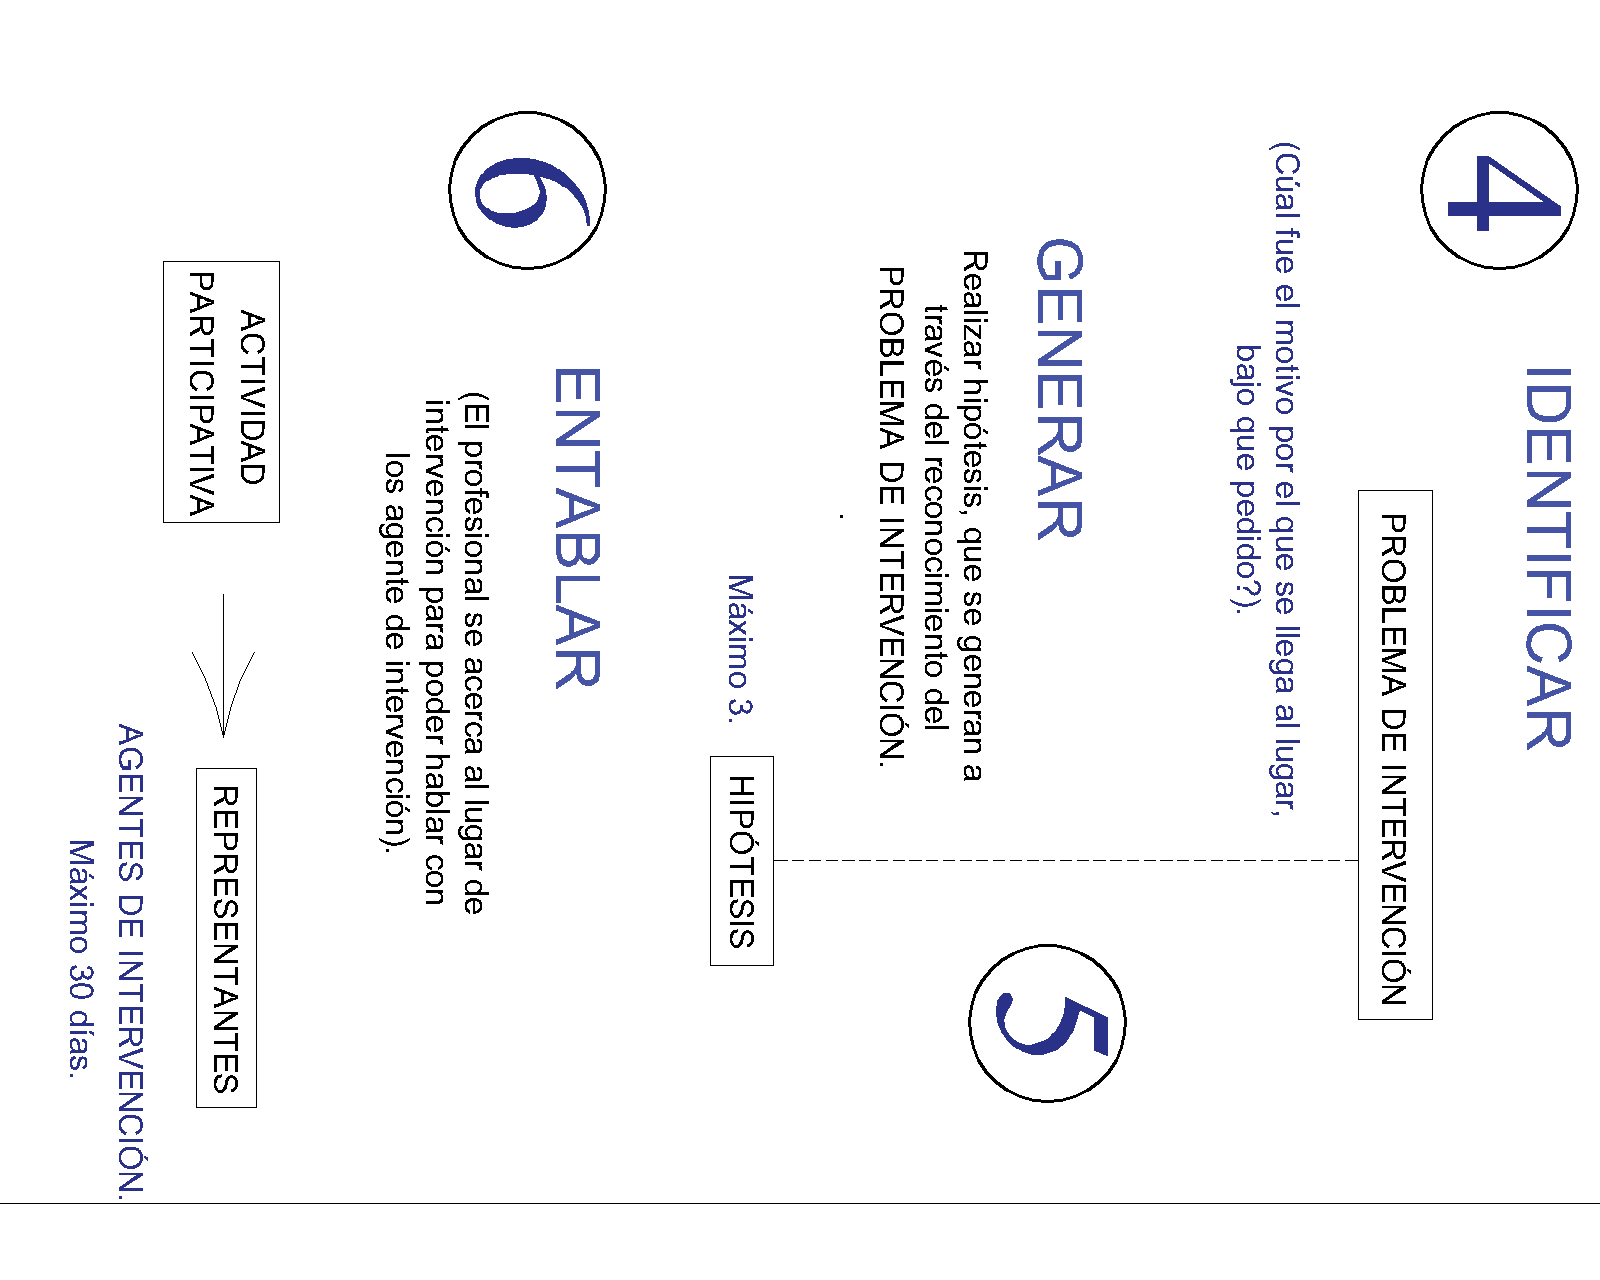 4
IDENTIFICAR
PROBLEMA DE INTERVENCIÓN
(Cúal fue el motivo por el que se llega al lugar,
bajo que pedido?).
GENERAR
5
Realizar hipótesis, que se generan a
través del reconocimiento del
PROBLEMA DE INTERVENCIÓN.
.
Máximo 3.
HIPÓTESIS
6
ENTABLAR
(El profesional se acerca al lugar de
intervención para poder hablar con
los agente de intervención).
ACTIVIDAD
PARTICIPATIVA
REPRESENTANTES
AGENTES DE INTERVENCIÓN.
Máximo 30 días.